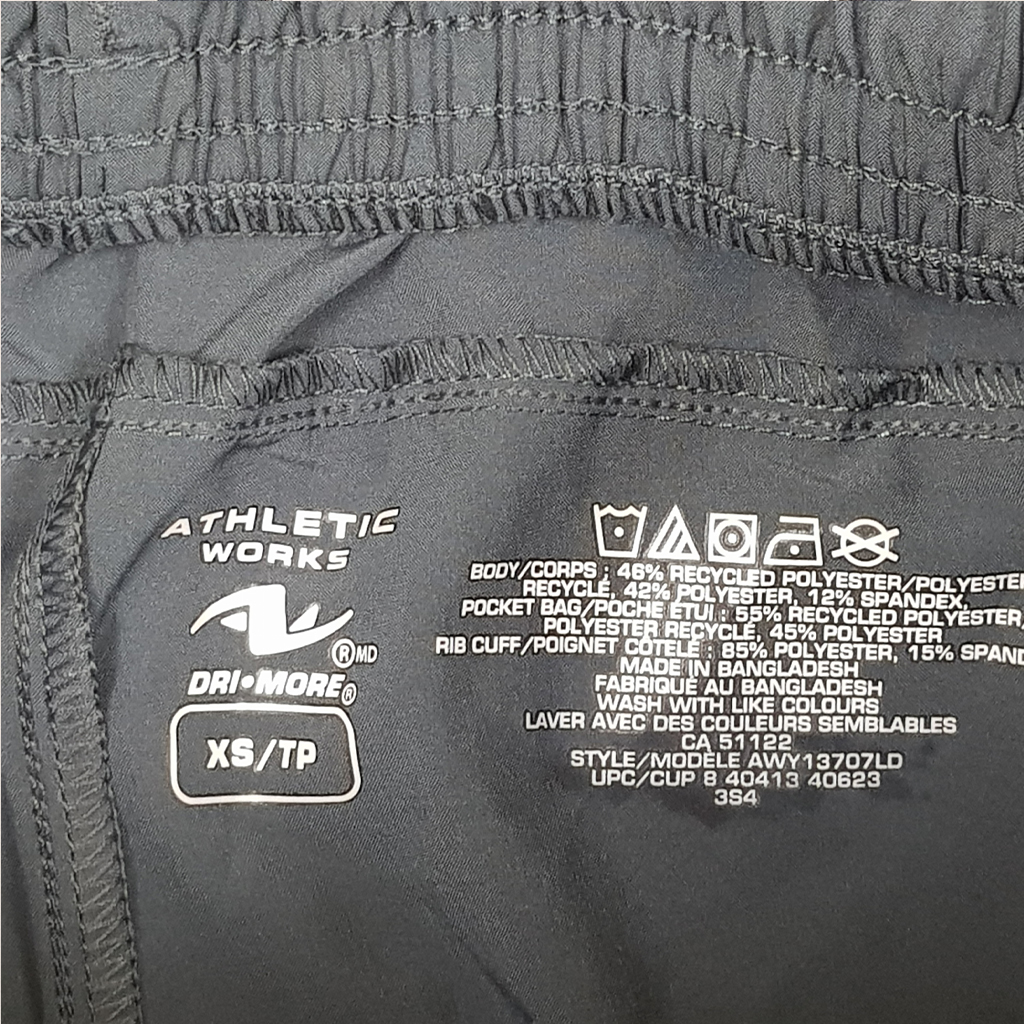 ATHLETIC
WORKS
® MD
DRI•MORE®
XS/TP
BODY/CORPS : 46% RECYCLED POLYESTER/POLYESTER
RECYCLÉ, 42% POLYESTER, 12% SPANDEX,
POCKET BAG/POCHE ÉTUI : 55% RECYCLED POLYESTER,
POLYESTER RECYCLÉ, 45% POLYESTER
RIB CUFF/POIGNET CÔTELÉ : 85% POLYESTER, 15%
MADE IN BANGLADESH
FABRIQUÉ AU BANGLADESH
WASH WITH LIKE COLOURS
LAVER AVEC DES COULEURS SEMBLABLES
CA 51122
STYLE/MODÈLE AWY13707LD
UPC/CUP 8 40413 40623
3S4